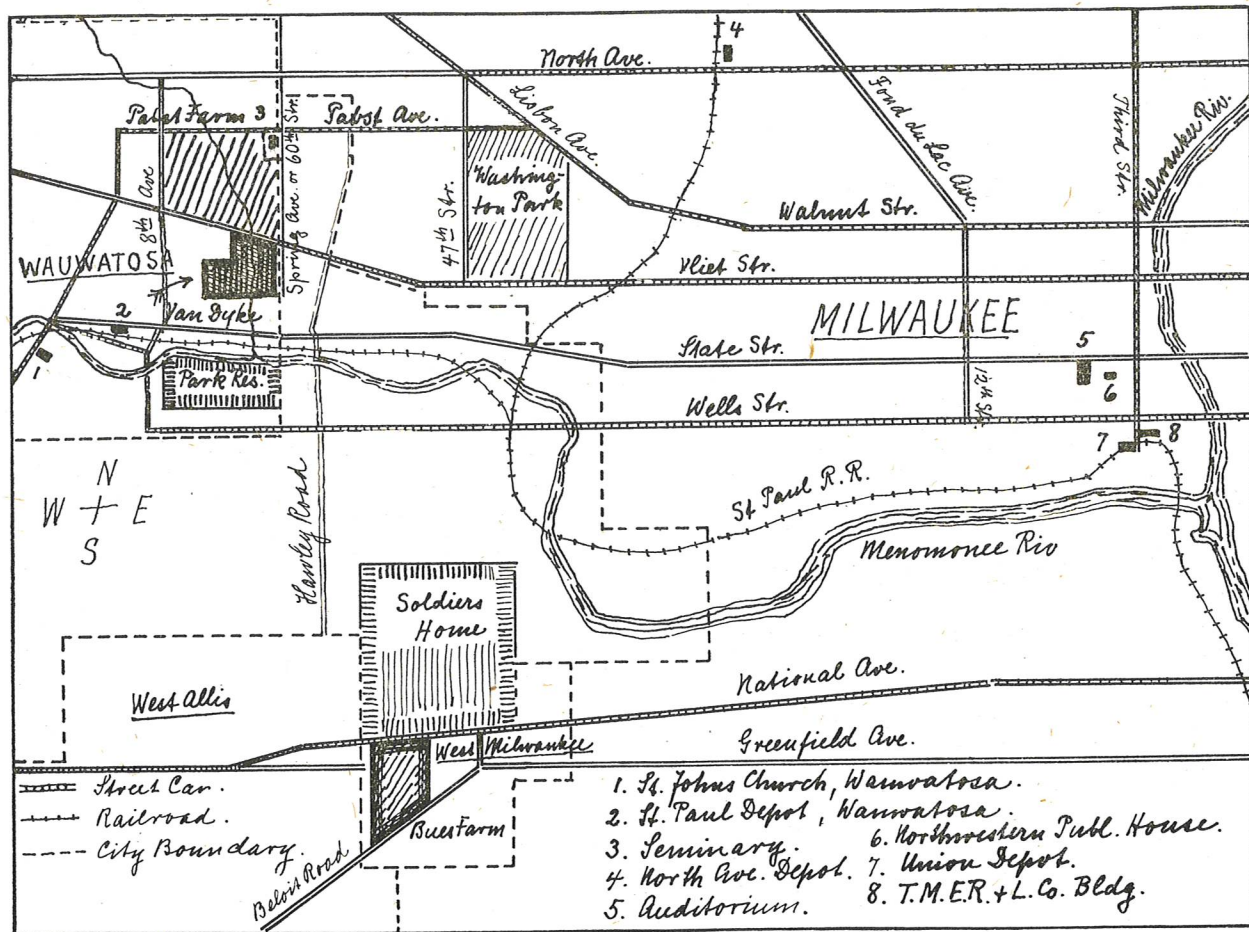 4
North Ave.
Pabst Farm 3
Pabst Ave.
Lisbon Ave.
Fond du Lac Ave.
Third Str.
Milwaukee Riv.
8th Ave
Spring Ave. or 60th Str.
47th Str.
Washing-
ton Park
Walnut Str.
WAUWATOSA
Vliet Str.
2
Van Dyke
MILWAUKEE
1
Park Res.
State Str.
5
6
12th Str.
Wells Str.
7
8
N
W E
S
Hawley Road
St Paul R.R.
Menomonee Riv
Soldiers
Home
West Allis
National Ave.
West Milwaukee
Greenfield Ave.
Street Car.
Railroad.
City Boundary.
Beloit Road
Bues Farm
1. St. Johns Church, Wauwatosa.
2. St. Paul Depot, Wauwatosa.
3. Seminary.
4. North Ave. Depot.
5. Auditorium.
6. Northwestern Publ. House.
7. Union Depot.
8. T.M.E.R. + L. Co. Bldg.